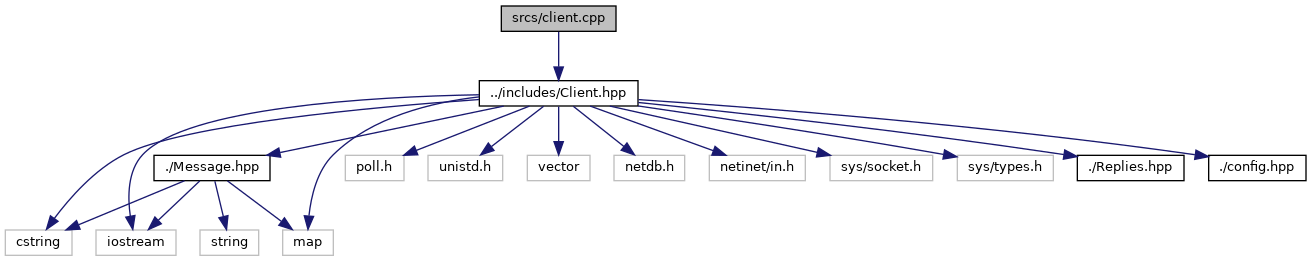 srcs/client.cpp
../includes/Client.hpp
./Message.hpp
poll.h
unistd.h
vector
netdb.h
netinet/in.h
sys/socket.h
sys/types.h
./Replies.hpp
./config.hpp
cstring
iostream
string
map